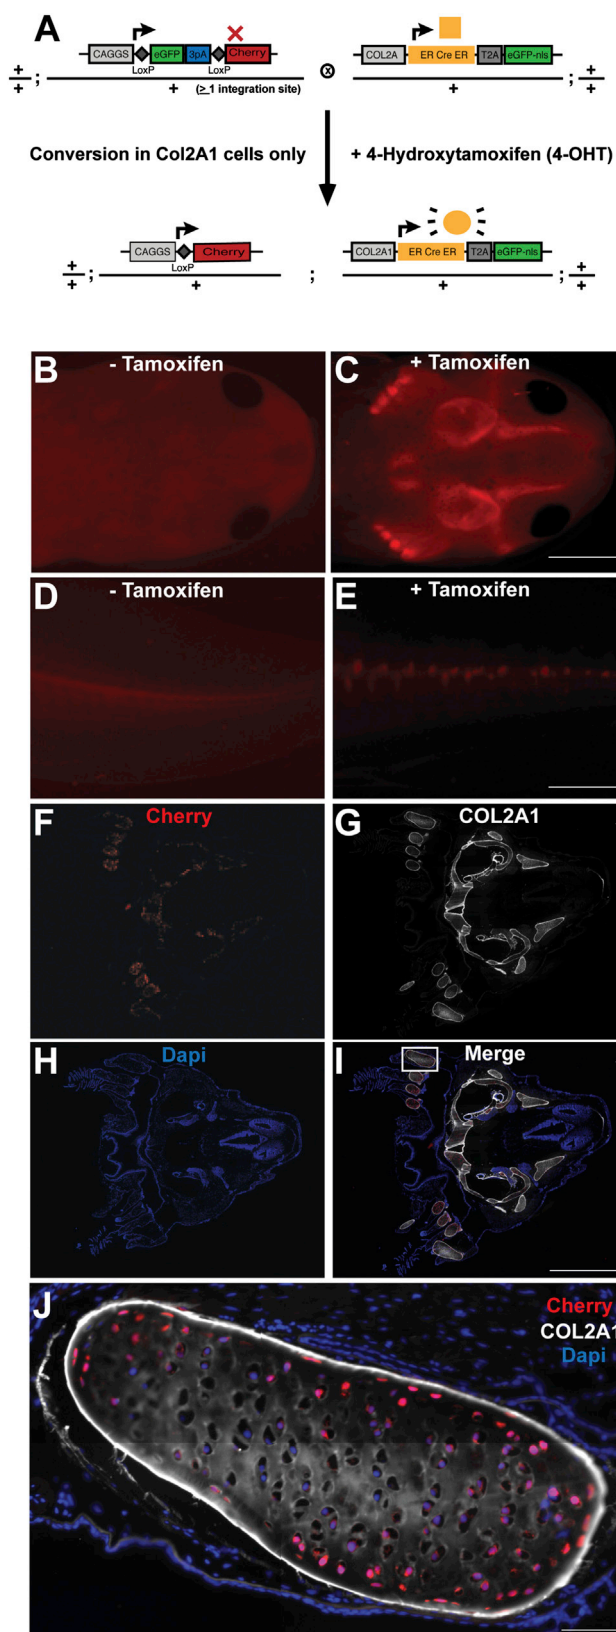 A
CAGGS eGFP 3pA Cherry
LoxP LoxP
+
+
;
+
(≥1 integration site)
⊗
COL2A ER Cre ER T2A eGFP-nls
+
;
+
+
Conversion in Col2A1 cells only
+ 4-Hydroxytamoxifen (4-OHT)
CAGGS Cherry
LoxP
+
+
;
+
;
COL2A1 ER Cre ER T2A eGFP-nls
+
;
+
+
B - Tamoxifen
C + Tamoxifen
D - Tamoxifen
E + Tamoxifen
F Cherry
G COL2A1
H Dapi
I Merge
J
Cherry
COL2A1
Dapi